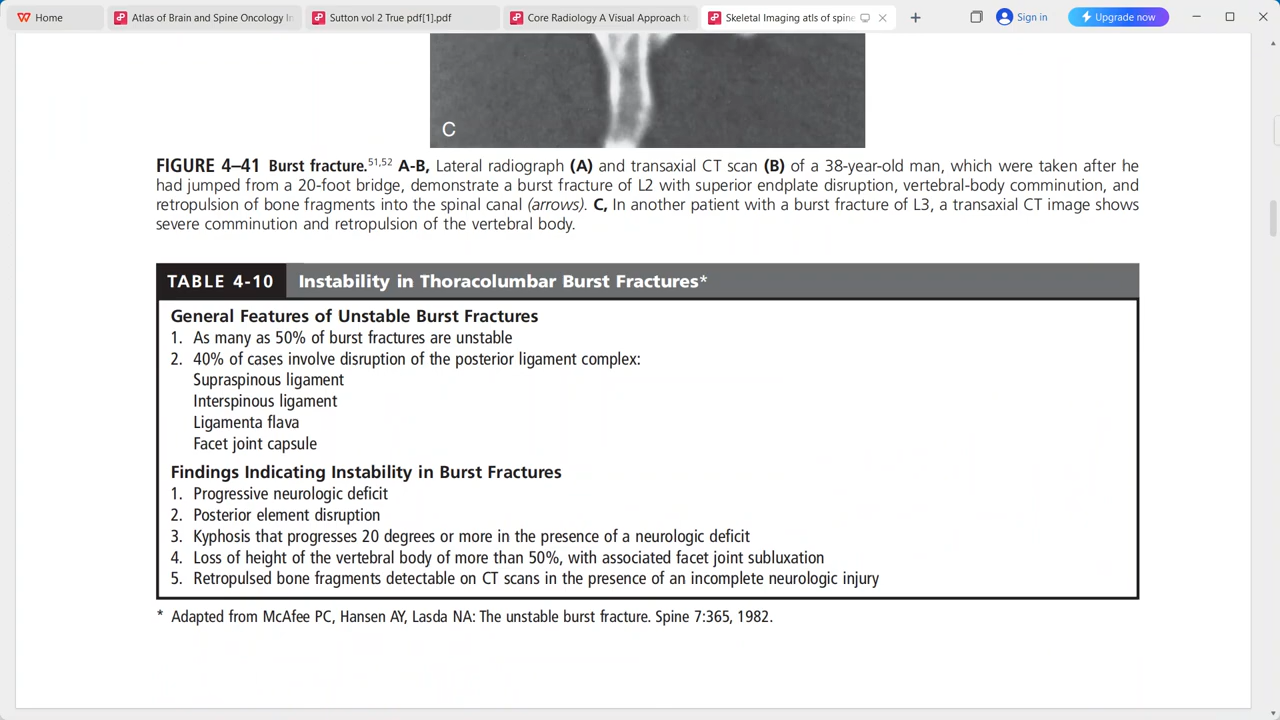 Home
Atlas of Brain and Spine Oncology I
Sutton vol 2 True pdf[1].pdf
Core Radiology A Visual Approach to
Skeletal Imaging atls of spine
Sign in
Upgrade now
C
FIGURE 4–41 Burst fracture.51,52 A-B, Lateral radiograph (A) and transaxial CT scan (B) of a 38-year-old man, which were taken after he
had jumped from a 20-foot bridge, demonstrate a burst fracture of L2 with superior endplate disruption, vertebral-body comminution, and
retropulsion of bone fragments into the spinal canal (arrows). C, In another patient with a burst fracture of L3, a transaxial CT image shows
severe comminution and retropulsion of the vertebral body.
TABLE 4-10 Instability in Thoracolumbar Burst Fractures*
General Features of Unstable Burst Fractures
1. As many as 50% of burst fractures are unstable
2. 40% of cases involve disruption of the posterior ligament complex:
Supraspinous ligament
Interspinous ligament
Ligamenta flava
Facet joint capsule
Findings Indicating Instability in Burst Fractures
1. Progressive neurologic deficit
2. Posterior element disruption
3. Kyphosis that progresses 20 degrees or more in the presence of a neurologic deficit
4. Loss of height of the vertebral body of more than 50%, with associated facet joint subluxation
5. Retropulsed bone fragments detectable on CT scans in the presence of an incomplete neurologic injury
* Adapted from McAfee PC, Hansen AY, Lasda NA: The unstable burst fracture. Spine 7:365, 1982.